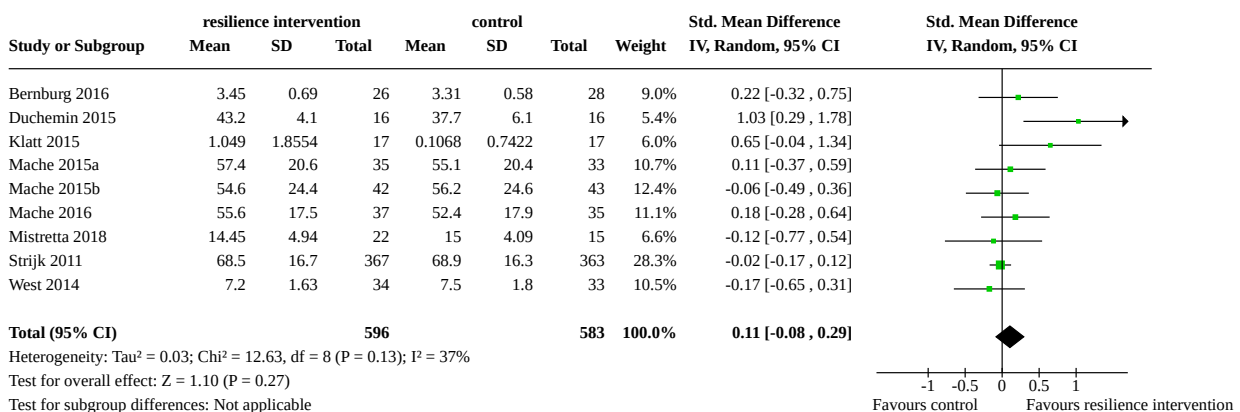 resilience intervention control Std. Mean Difference Std. Mean Difference
Study or Subgroup Mean SD Total Mean SD Total Weight IV, Random, 95% CI IV, Random, 95% CI
Bernburg 2016 3.45 0.69 26 3.31 0.58 28 9.0% 0.22 [-0.32 , 0.75]
Duchemin 2015 43.2 4.1 16 37.7 6.1 16 5.4% 1.03 [0.29 , 1.78]
Klatt 2015 1.049 1.8554 17 0.1068 0.7422 17 6.0% 0.65 [-0.04 , 1.34]
Mache 2015a 57.4 20.6 35 55.1 20.4 33 10.7% 0.11 [-0.37 , 0.59]
Mache 2015b 54.6 24.4 42 56.2 24.6 43 12.4% -0.06 [-0.49 , 0.36]
Mache 2016 55.6 17.5 37 52.4 17.9 35 11.1% 0.18 [-0.28 , 0.64]
Mistretta 2018 14.45 4.94 22 15 4.09 15 6.6% -0.12 [-0.77 , 0.54]
Strijk 2011 68.5 16.7 367 68.9 16.3 363 28.3% -0.02 [-0.17 , 0.12]
West 2014 7.2 1.63 34 7.5 1.8 33 10.5% -0.17 [-0.65 , 0.31]
Total (95% CI) 596 583 100.0% 0.11 [-0.08 , 0.29]
Heterogeneity: Tau² = 0.03; Chi² = 12.63, df = 8 (P = 0.13); I² = 37%
Test for overall effect: Z = 1.10 (P = 0.27)
-1 -0.5 0 0.5 1
Test for subgroup differences: Not applicable
Favours control Favours resilience intervention